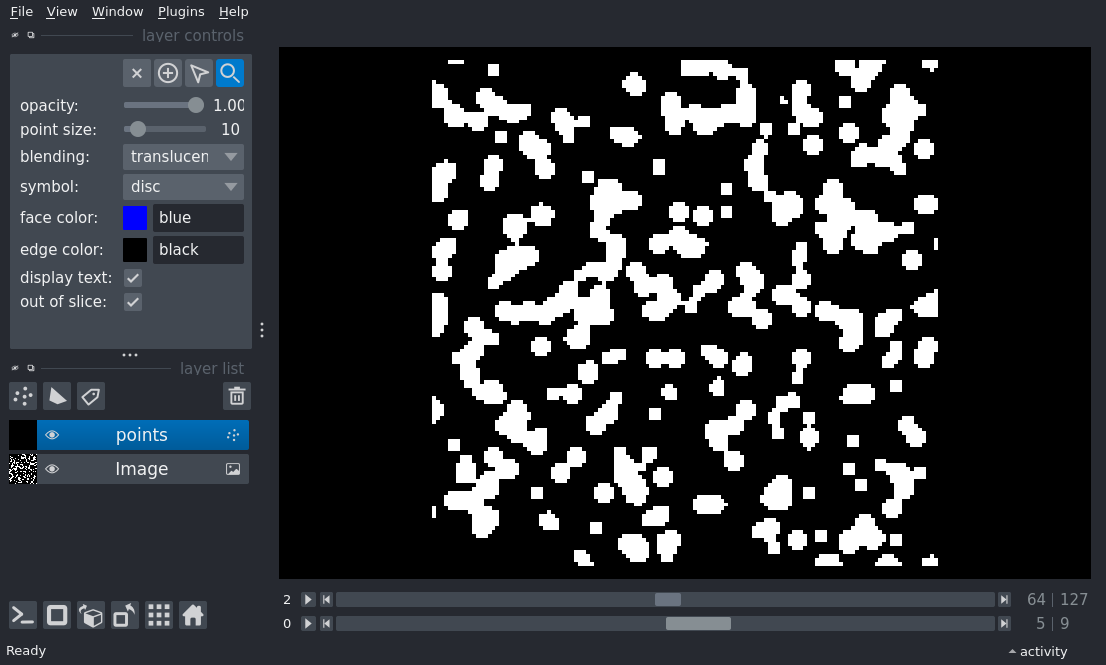 File View Window Plugins Help
layer controls
opacity: 1.00
point size: 10
blending: translucen
symbol: disc
face color: blue
edge color: black
display text:
out of slice:
layer list
points
Image
2 64 | 127
0 5 | 9
Ready activity